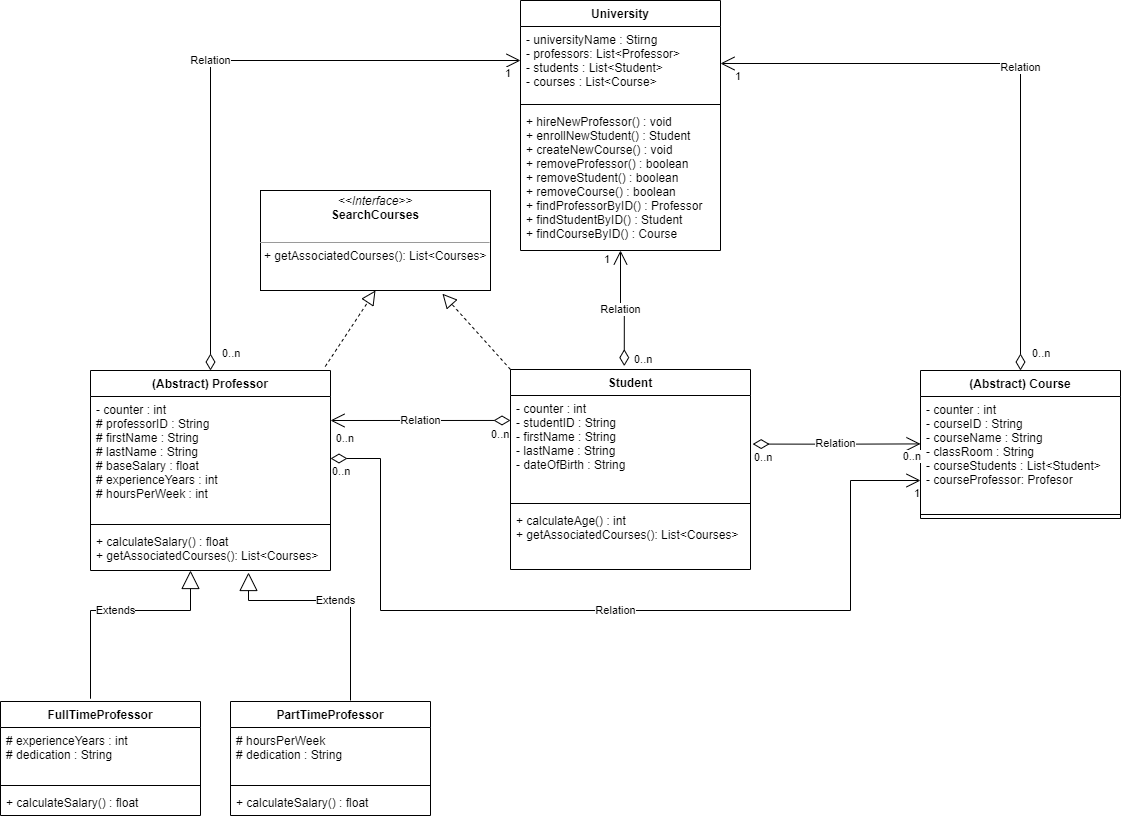 University
- universityName : Stirng
- professors: List<Professor>
- students : List<Student>
- courses : List<Course>
+ hireNewProfessor() : void
+ enrollNewStudent() : Student
+ createNewCourse() : void
+ removeProfessor() : boolean
+ removeStudent() : boolean
+ removeCourse() : boolean
+ findProfessorByID() : Professor
+ findStudentByID() : Student
+ findCourseByID() : Course
Relation
1
1
Relation
<<Interface>>
SearchCourses
+ getAssociatedCourses(): List<Courses>
1
Relation
0..n
0..n
0..n
(Abstract) Professor
- counter : int
# professorID : String
# firstName : String
# lastName : String
# baseSalary : float
# experienceYears : int
# hoursPerWeek : int
+ calculateSalary() : float
+ getAssociatedCourses(): List<Courses>
Relation
0..n
0..n
0..n
Student
- counter : int
- studentID : String
- firstName : String
- lastName : String
- dateOfBirth : String
+ calculateAge() : int
+ getAssociatedCourses(): List<Courses>
Relation
0..n
0..n
1
(Abstract) Course
- counter : int
- courseID : String
- courseName : String
- classRoom : String
- courseStudents : List<Student>
- courseProfessor: Profesor
Extends
Extends
Relation
FullTimeProfessor
# experienceYears : int
# dedication : String
+ calculateSalary() : float
PartTimeProfessor
# hoursPerWeek
# dedication : String
+ calculateSalary() : float